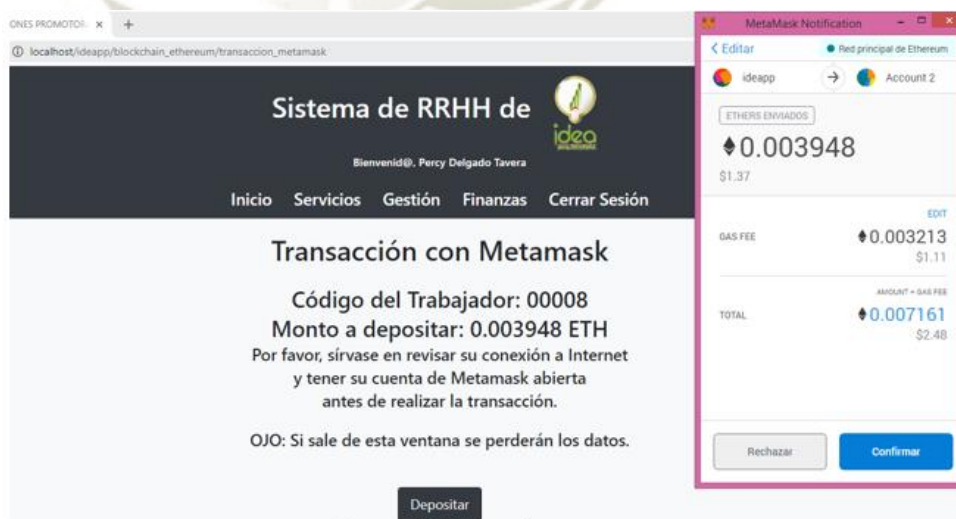 ONES PROMOTOR
localhost/ideapp/blockchain_ethereum/transaccion_metamask
Sistema de RRHH de
idea
Bienvenid@, Percy Delgado Tavera
Inicio Servicios Gestión Finanzas Cerrar Sesión
Transacción con Metamask
Código del Trabajador: 00008
Monto a depositar: 0.003948 ETH
Por favor, sírvase en revisar su conexión a Internet
y tener su cuenta de Metamask abierta
antes de realizar la transacción.
OJO: Si sale de esta ventana se perderán los datos.
Depositar
MetaMask Notification
< Editar Red principal de Ethereum
ideapp Account 2
ETHERS ENVIADOS
0.003948
$1.37
EDIT
GAS FEE 0.003213
$1.11
AMOUNT + GAS FEE
TOTAL 0.007161
$2.48
Rechazar Confirmar